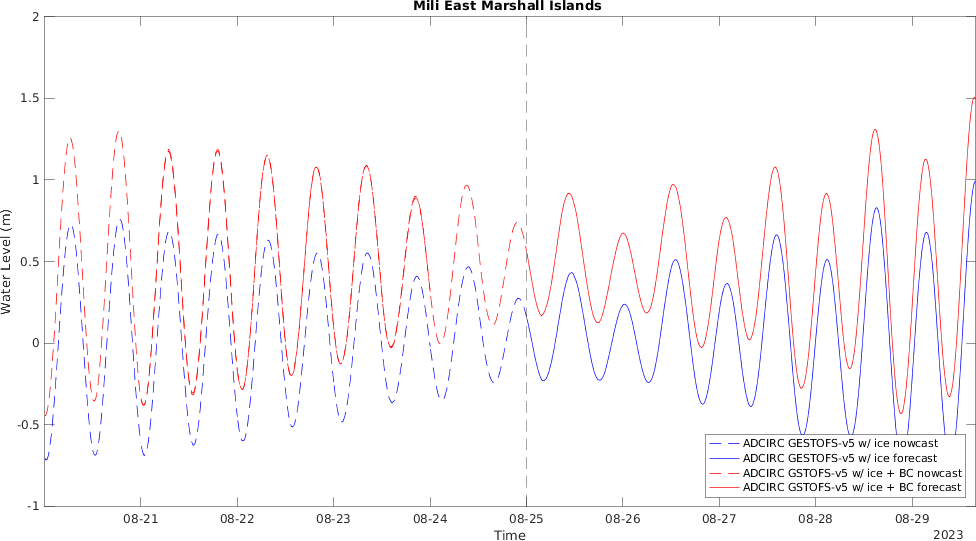 Mili East Marshall Islands
2
1.5
1
0.5
0
-0.5
-1
Water Level (m)
ADCIRC GESTOFS-v5 w/ ice nowcast
ADCIRC GESTOFS-v5 w/ ice forecast
ADCIRC GSTOFS-v5 w/ ice + BC nowcast
ADCIRC GSTOFS-v5 w/ ice + BC forecast
08-21 08-22 08-23 08-24 08-25 08-26 08-27 08-28 08-29
Time
2023